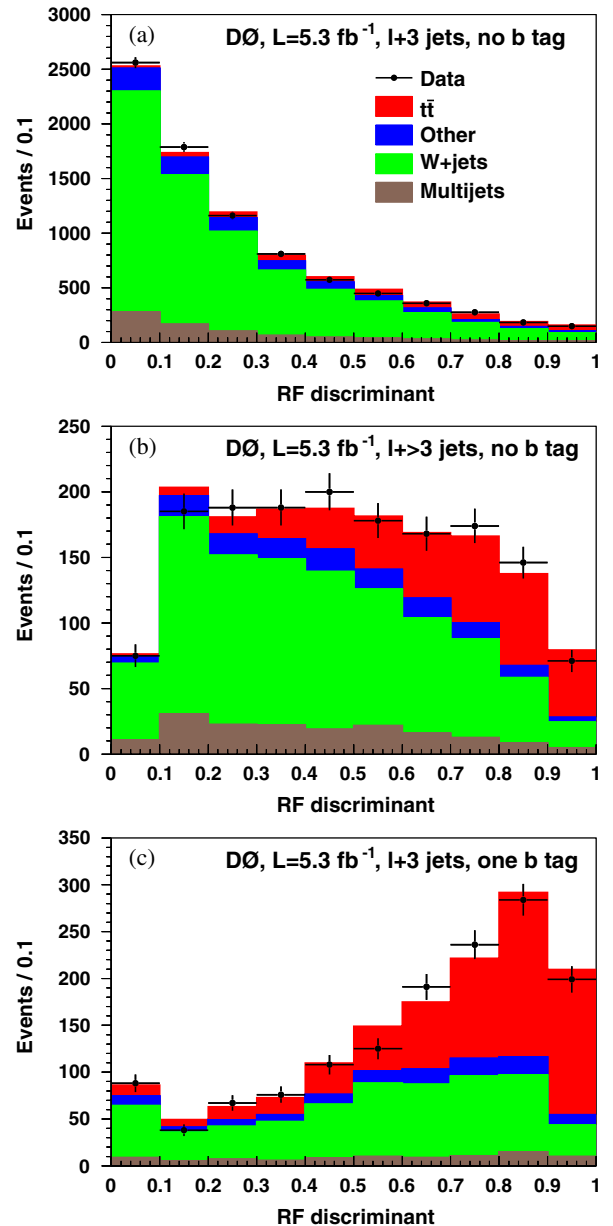 (a) DØ, L=5.3 fb⁻¹, l+3 jets, no b tag
3000
2500
2000
1500
1000
500
0
Events / 0.1
Data
tt̄
Other
W+jets
Multijets
0 0.1 0.2 0.3 0.4 0.5 0.6 0.7 0.8 0.9 1
RF discriminant
(b) DØ, L=5.3 fb⁻¹, l+>3 jets, no b tag
250
200
150
100
50
0
Events / 0.1
0 0.1 0.2 0.3 0.4 0.5 0.6 0.7 0.8 0.9 1
RF discriminant
(c) DØ, L=5.3 fb⁻¹, l+3 jets, one b tag
350
300
250
200
150
100
50
0
Events / 0.1
0 0.1 0.2 0.3 0.4 0.5 0.6 0.7 0.8 0.9 1
RF discriminant